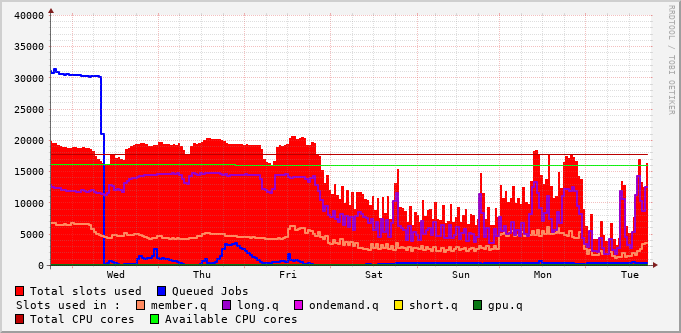 40000
35000
30000
25000
20000
15000
10000
5000
0
Wed Thu Fri Sat Sun Mon Tue
RRDTOOL / TOBI OETIKER
Total slots used Queued Jobs
Slots used in : member.q long.q ondemand.q short.q gpu.q
Total CPU cores Available CPU cores